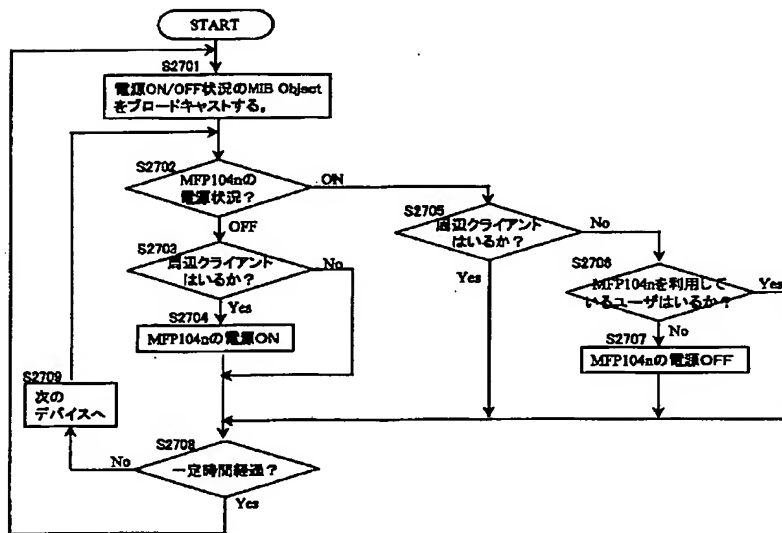 START
S2701
電源ON/OFF状況のMIB Object
をブロードキャストする。
S2702
MFP104nの
電源状況？
ON
OFF
S2703
周辺クライアント
はいるか？
No
Yes
S2704
MFP104nの電源ON
S2705
周辺クライアント
はいるか？
No
Yes
S2706
MFP104nを利用して
いるユーザはいるか？
Yes
No
S2707
MFP104nの電源OFF
S2709
次の
デバイスへ
S2708
一定時間経過？
No
Yes